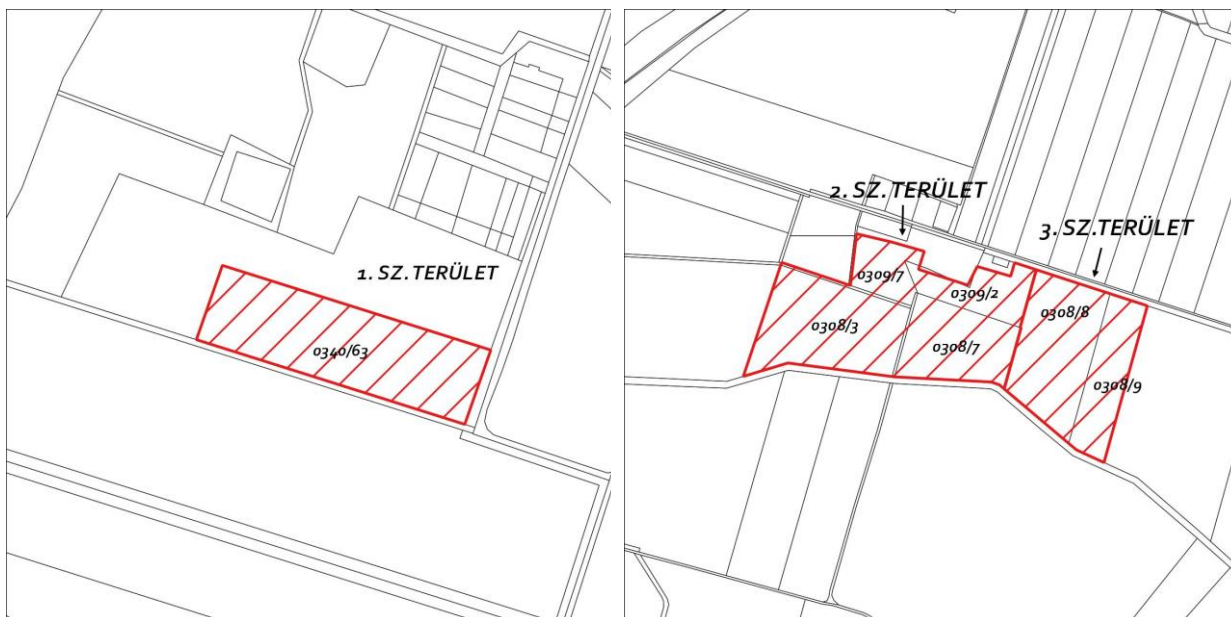 1. SZ. TERÜLET
0340/63
2. SZ. TERÜLET
3. SZ.TERÜLET
0309/7
0309/2
0308/8
0308/3
0308/7
0308/9